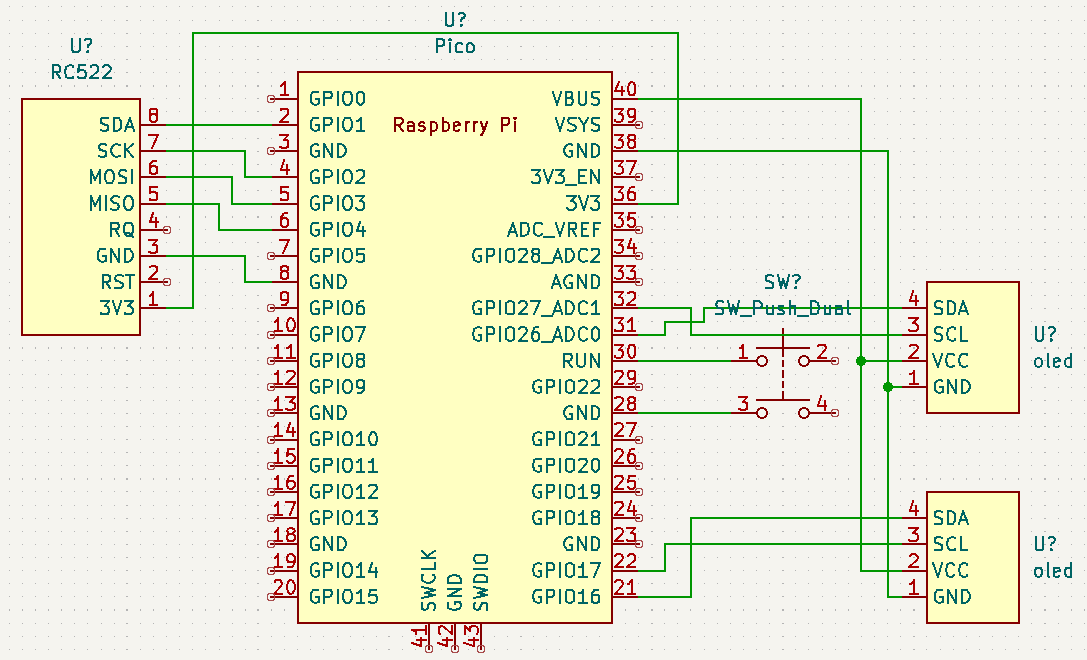 U?
RC522
8 SDA
7 SCK
6 MOSI
5 MISO
4 RQ
3 GND
2 RST
1 3V3
U?
Pico
Raspberry Pi
1 GPIO0
2 GPIO1
3 GND
4 GPIO2
5 GPIO3
6 GPIO4
7 GPIO5
8 GND
9 GPIO6
10 GPIO7
11 GPIO8
12 GPIO9
13 GND
14 GPIO10
15 GPIO11
16 GPIO12
17 GPIO13
18 GND
19 GPIO14
20 GPIO15
VBUS 40
VSYS 39
GND 38
3V3_EN 37
3V3 36
ADC_VREF 35
GPIO28_ADC2 34
AGND 33
GPIO27_ADC1 32
GPIO26_ADC0 31
RUN 30
GPIO22 29
GND 28
GPIO21 27
GPIO20 26
GPIO19 25
GPIO18 24
GND 23
GPIO17 22
GPIO16 21
SWCLK 41
GND 42
SWDIO 43
SW?
SW_Push_Dual
1 2
3 4
4 SDA
3 SCL
2 VCC
1 GND
U?
oled
4 SDA
3 SCL
2 VCC
1 GND
U?
oled